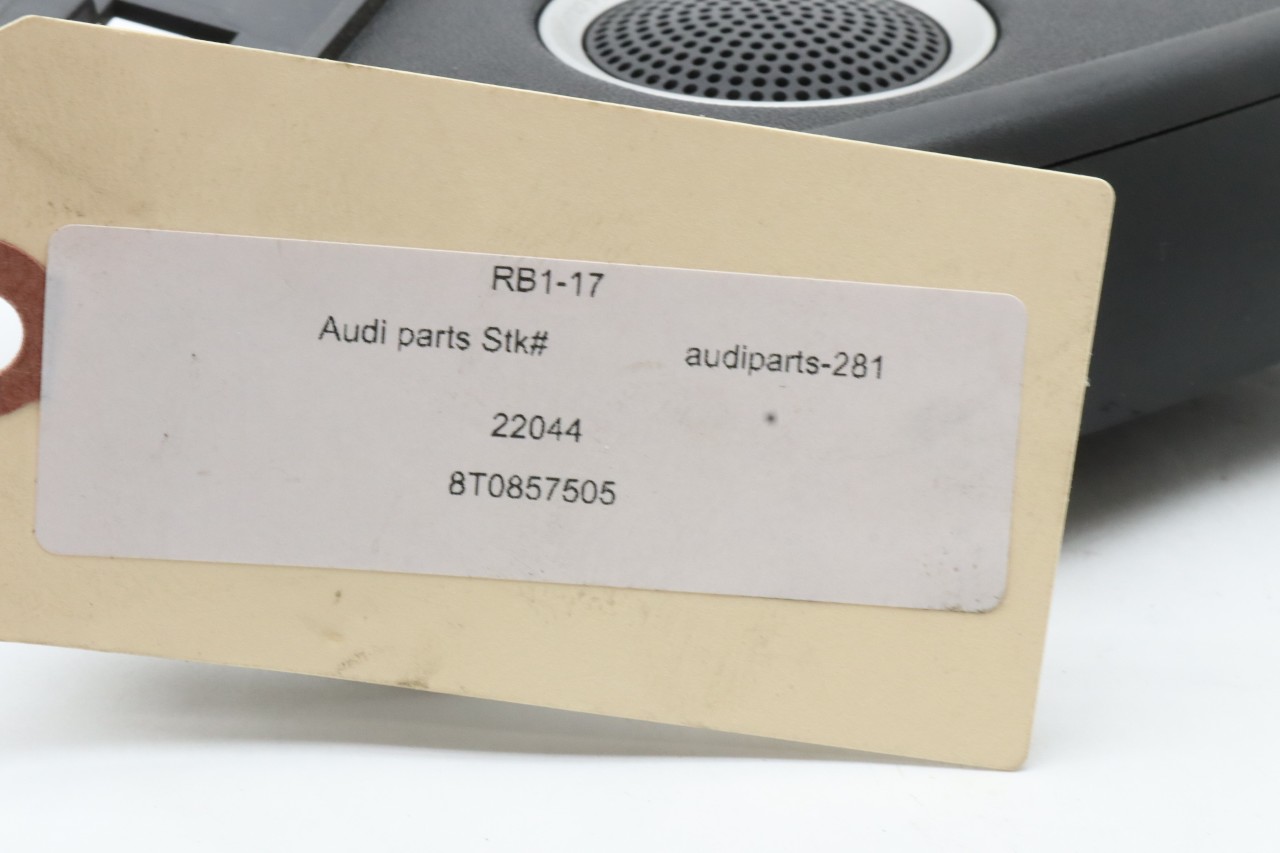 RB1-17
Audi parts Stk# audiparts-281
22044
8T0857505